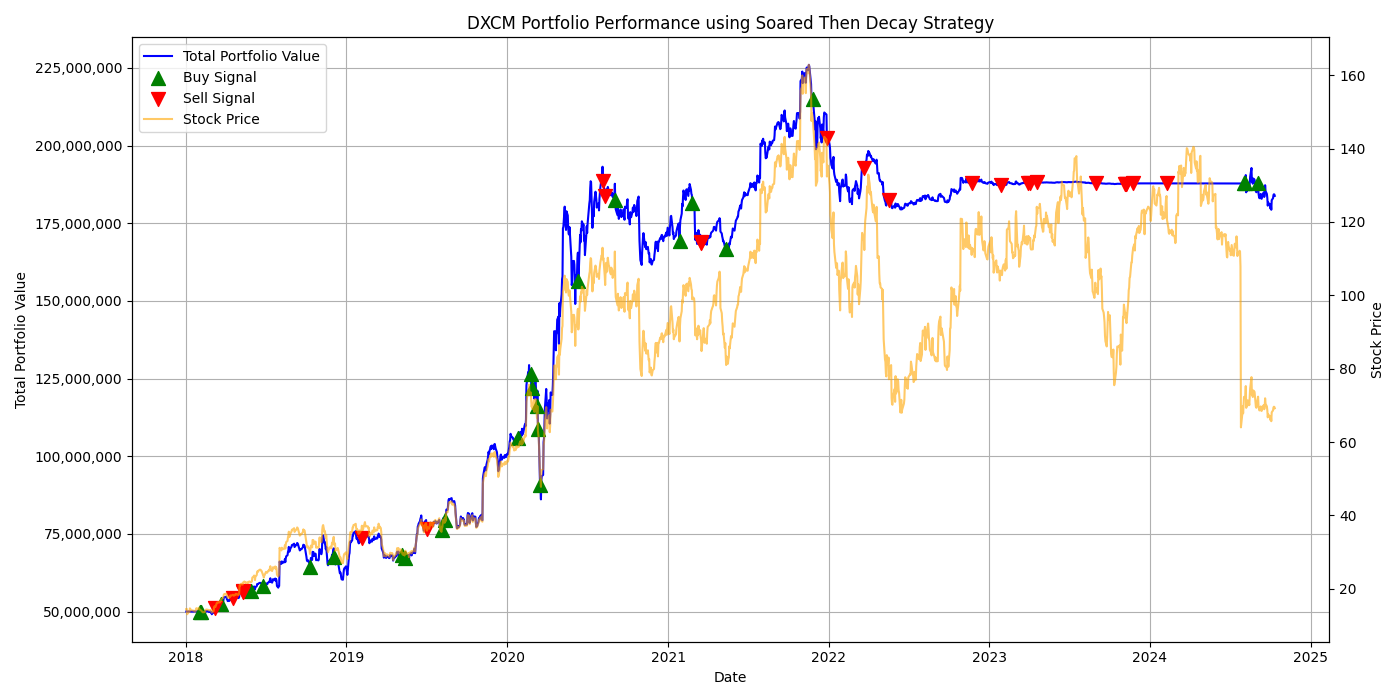 DXCM Portfolio Performance using Soared Then Decay Strategy
Total Portfolio Value
Buy Signal
Sell Signal
Stock Price
225,000,000
200,000,000
175,000,000
150,000,000
125,000,000
100,000,000
75,000,000
50,000,000
Total Portfolio Value
160
140
120
100
80
60
40
20
Stock Price
2018 2019 2020 2021 2022 2023 2024 2025
Date